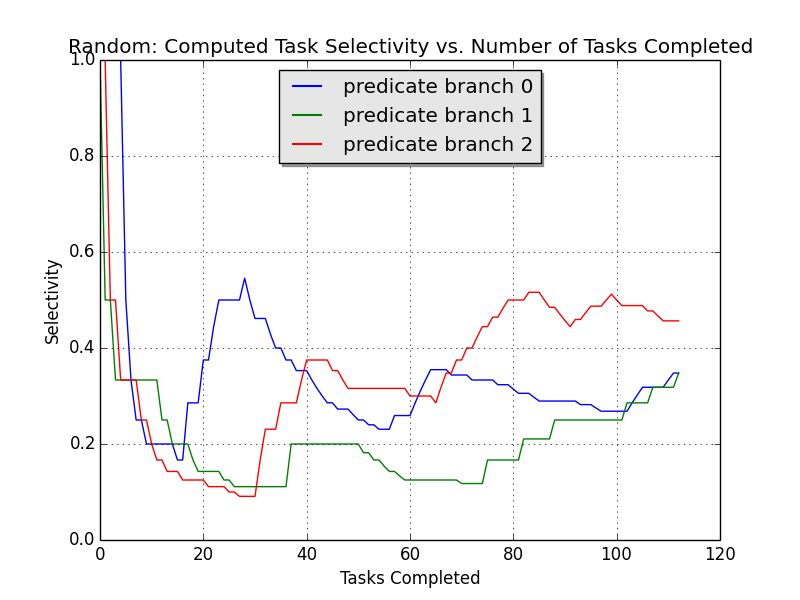 Random: Computed Task Selectivity vs. Number of Tasks Completed
1.0
predicate branch 0
predicate branch 1
predicate branch 2
0.8
0.6
Selectivity
0.4
0.2
0.0
0 20 40 60 80 100 120
Tasks Completed